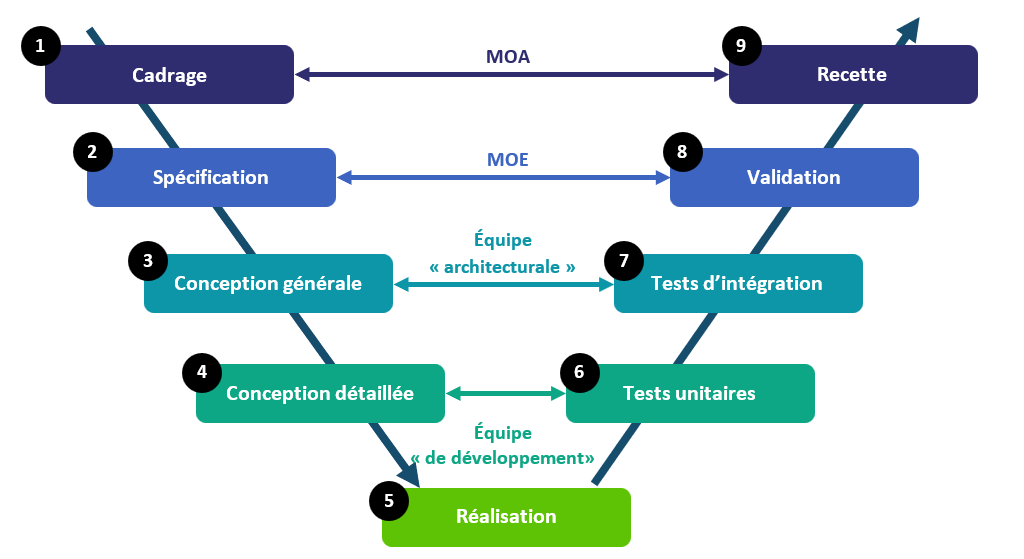 1
Cadrage
MOA
9
Recette
2
Spécification
MOE
8
Validation
3
Conception générale
Équipe
« architecturale »
7
Tests d’intégration
4
Conception détaillée
6
Tests unitaires
Équipe
« de développement»
5
Réalisation